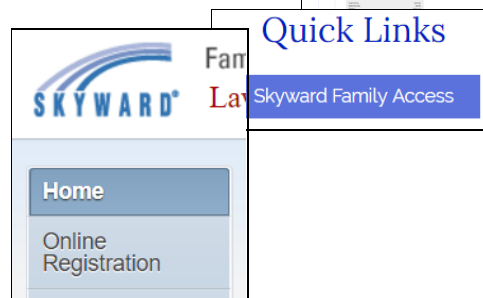 Quick Links
Skyward Family Access
SKYWARD
Home
Online
Registration